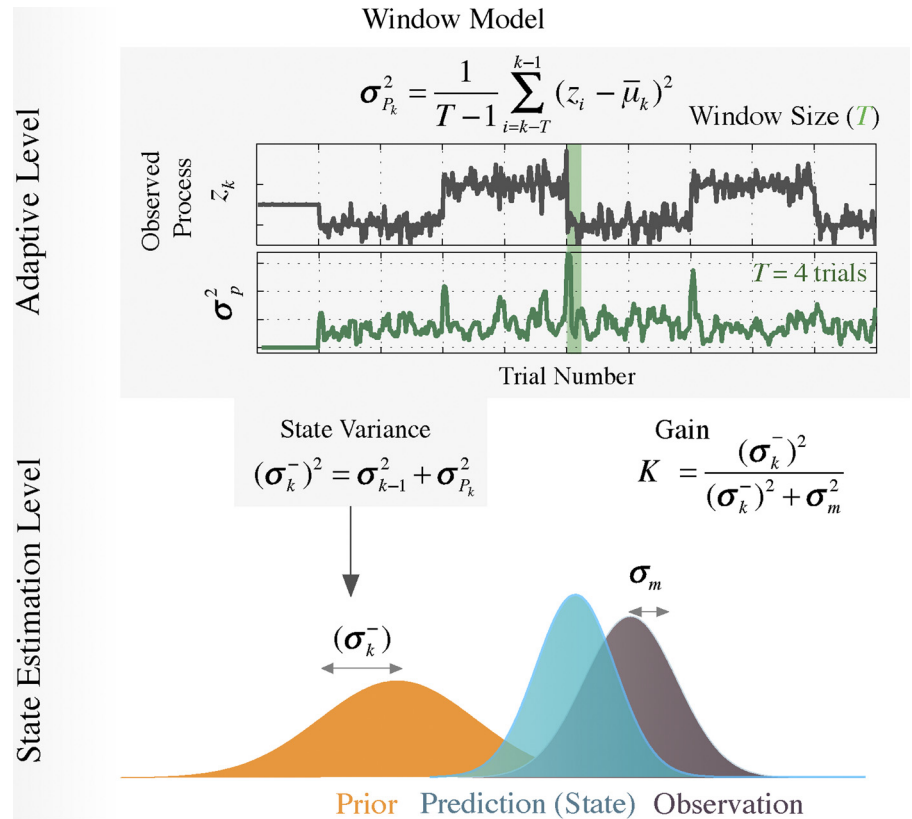 Window Model
Adaptive Level
σ²_{P_k} = 1/(T − 1) ∑_{i=k−T}^{k−1} (z_i − μ̄_k)²
Window Size (T)
Observed
Process
z_k
σ²_p
T = 4 trials
Trial Number
State Estimation Level
State Variance
(σ_k^−)² = σ²_{k−1} + σ²_{P_k}
Gain
K = (σ_k^−)² / ((σ_k^−)² + σ²_m)
σ_m
(σ_k^−)
Prior Prediction (State) Observation